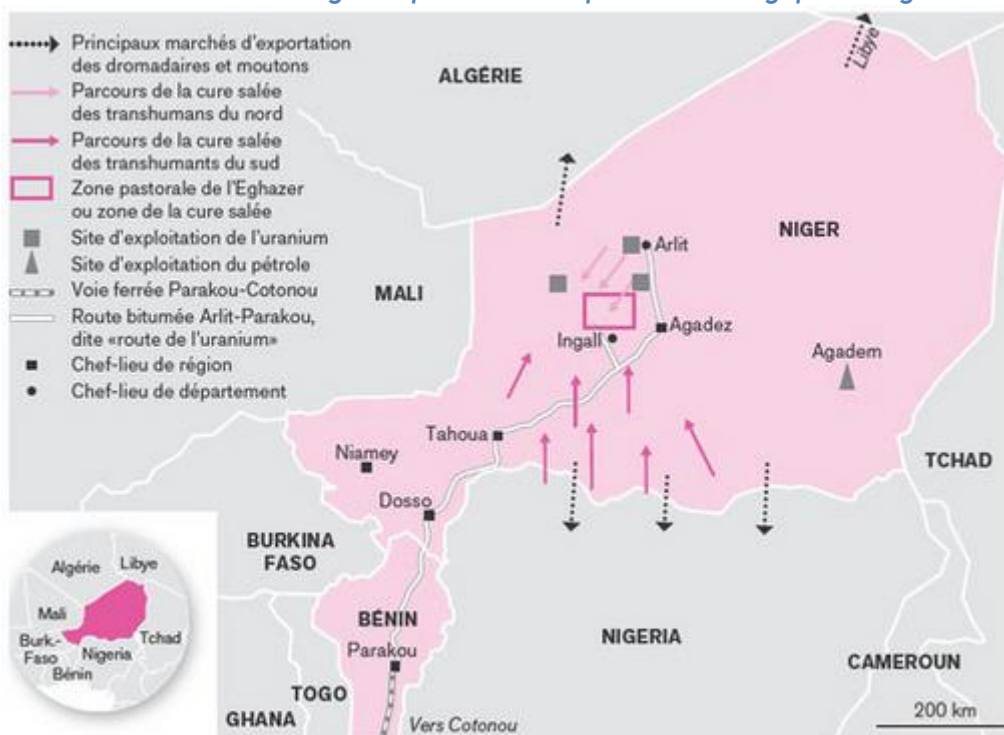 Principaux marchés d'exportation
des dromadaires et moutons
Parcours de la cure salée
des transhumans du nord
Parcours de la cure salée
des transhumants du sud
Zone pastorale de l'Eghazer
ou zone de la cure salée
Site d'exploitation de l'uranium
Site d'exploitation du pétrole
Voie ferrée Parakou-Cotonou
Route bitumée Arlit-Parakou,
dite «route de l'uranium»
Chef-lieu de région
Chef-lieu de département
ALGÉRIE
Libye
NIGER
MALI
Arlit
Agadez
Ingall
Agadem
Tahoua
Niamey
TCHAD
Dosso
BURKINA
FASO
BÉNIN
NIGERIA
Parakou
CAMEROUN
TOGO
GHANA
Vers Cotonou
200 km
Algérie
Libye
Mali
Burk.-
Faso
Nigeria
Tchad
Bénin